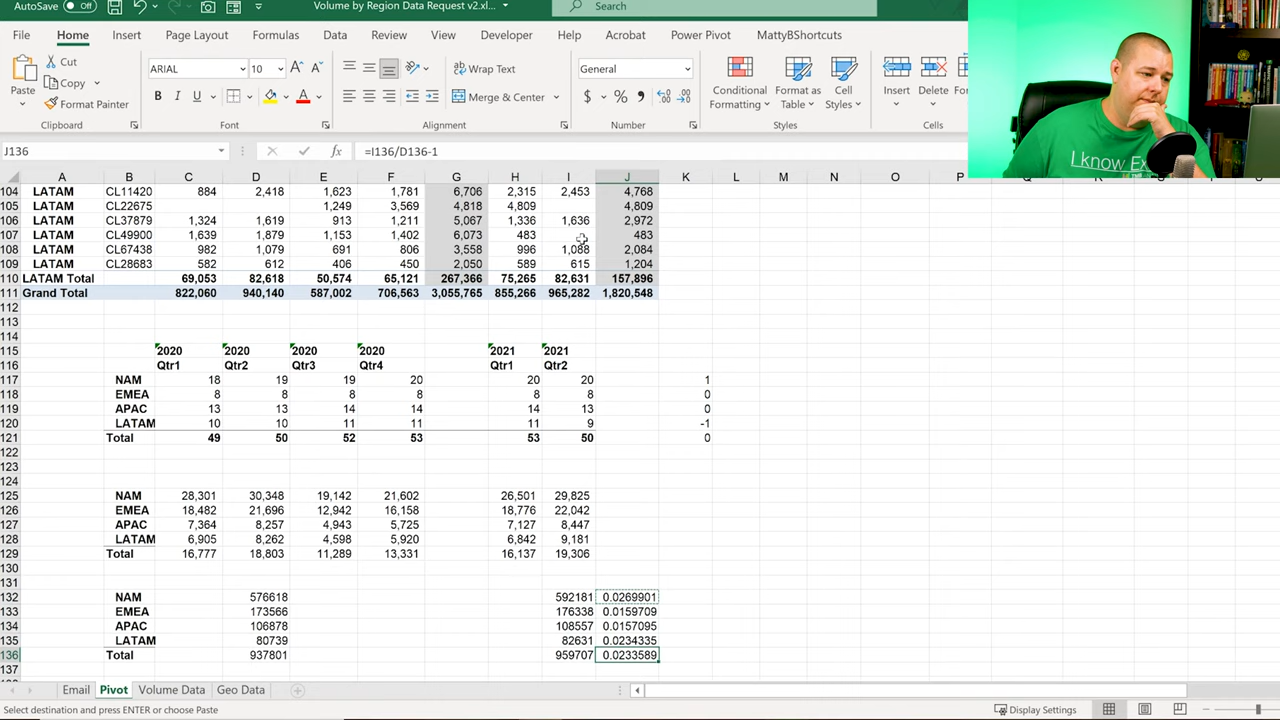 AutoSave Off Volume by Region Data Request v2.xl... Search
File Home Insert Page Layout Formulas Data Review View Developer Help Acrobat Power Pivot MattyBShortcuts
Paste Cut Copy Format Painter ARIAL 10 Wrap Text Merge & Center General Conditional Formatting Format as Table Cell Styles Insert Delete
Clipboard Font Alignment Number Styles Cells
J136 fx =I136/D136-1
A B C D E F G H I J K L M N O P Q R S
104 LATAM CL11420 884 2,418 1,623 1,781 6,706 2,315 2,453 4,768
105 LATAM CL22675 1,249 3,569 4,818 4,809 4,809
106 LATAM CL37879 1,324 1,619 913 1,211 5,067 1,336 1,636 2,972
107 LATAM CL49900 1,639 1,879 1,153 1,402 6,073 483 483
108 LATAM CL67438 982 1,079 691 806 3,558 996 1,088 2,084
109 LATAM CL28683 582 612 406 450 2,050 589 615 1,204
110 LATAM Total 69,053 82,618 50,574 65,121 267,366 75,265 82,631 157,896
111 Grand Total 822,060 940,140 587,002 706,563 3,055,765 855,266 965,282 1,820,548
112
113
114
115 2020 2020 2020 2020 2021 2021
116 Qtr1 Qtr2 Qtr3 Qtr4 Qtr1 Qtr2
117 NAM 18 19 19 20 20 20 1
118 EMEA 8 8 8 8 8 8 0
119 APAC 13 13 14 14 14 13 0
120 LATAM 10 10 11 11 11 9 -1
121 Total 49 50 52 53 53 50 0
122
123
124
125 NAM 28,301 30,348 19,142 21,602 26,501 29,825
126 EMEA 18,482 21,696 12,942 16,158 18,776 22,042
127 APAC 7,364 8,257 4,943 5,725 7,127 8,447
128 LATAM 6,905 8,262 4,598 5,920 6,842 9,181
129 Total 16,777 18,803 11,289 13,331 16,137 19,306
130
131
132 NAM 576618 592181 0.0269901
133 EMEA 173566 176338 0.0159709
134 APAC 106878 108557 0.0157095
135 LATAM 80739 82631 0.0234335
136 Total 937801 959707 0.0233589
137
Email Pivot Volume Data Geo Data
Select destination and press ENTER or choose Paste Display Settings
I know